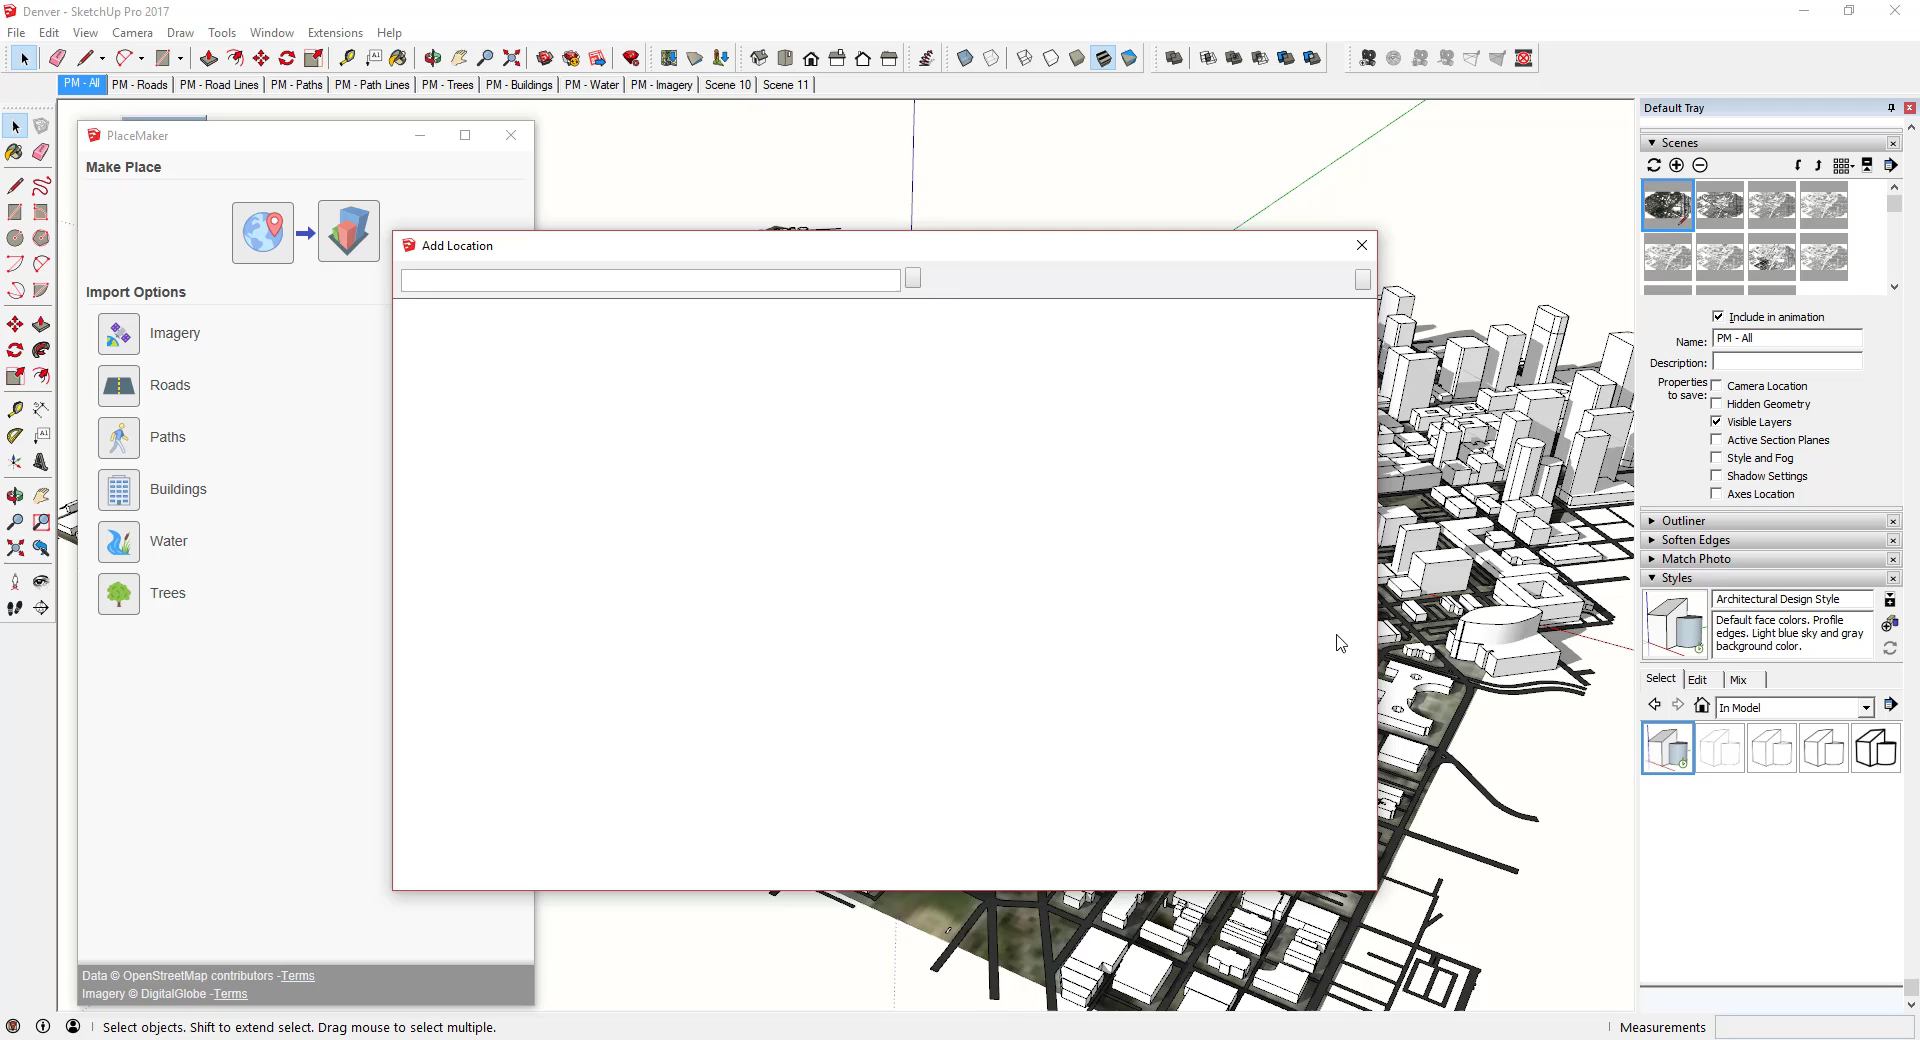 Denver - SketchUp Pro 2017
File Edit View Camera Draw Tools Window Extensions Help
PM - All PM - Roads PM - Road Lines PM - Paths PM - Path Lines PM - Trees PM - Buildings PM - Water PM - Imagery Scene 10 Scene 11
PlaceMaker
Make Place
Import Options
Imagery
Roads
Paths
Buildings
Water
Trees
Data © OpenStreetMap contributors -Terms
Imagery © DigitalGlobe -Terms
Add Location
Default Tray
Scenes
Include in animation
Name: PM - All
Description:
Properties to save:
Camera Location
Hidden Geometry
Visible Layers
Active Section Planes
Style and Fog
Shadow Settings
Axes Location
Outliner
Soften Edges
Match Photo
Styles
Architectural Design Style
Default face colors. Profile
edges. Light blue sky and gray
background color.
Select Edit Mix
In Model
Select objects. Shift to extend select. Drag mouse to select multiple.
Measurements